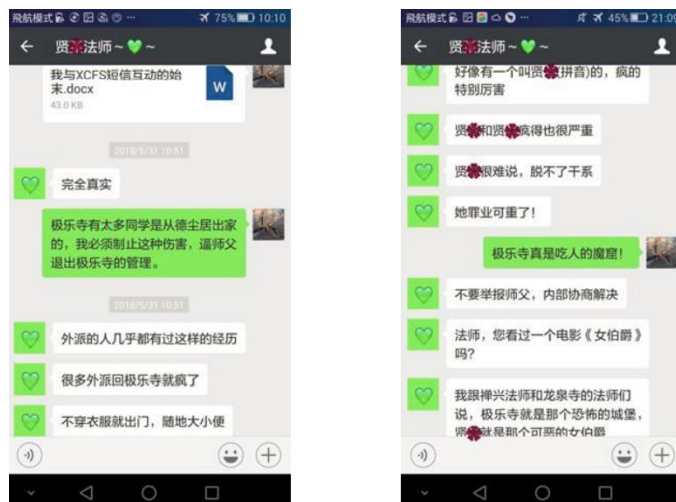 飛航模式
75%
10:10
贤 法师～💚～
我与XCFS短信互动的始
末.docx
43.0 KB
W
2018/5/31 10:51
完全真实
极乐寺有太多同学是从德尘居出家
的，我必须制止这种伤害，逼师父
退出极乐寺的管理。
2018/5/31 10:51
外派的人几乎都有过这样的经历
很多外派回极乐寺就疯了
不穿衣服就出门，随地大小便
飛航模式
45%
21:09
贤 法师～💚～
好像有一个叫贤 (拼音)的，疯的
特别厉害
贤 和贤 疯得也很严重
贤 很难说，脱不了干系
她罪业可重了！
极乐寺真是吃人的魔窟！
不要举报师父，内部协商解决
法师，您看过一个电影《女伯爵》
吗？
我跟禅兴法师和龙泉寺的法师们
说，极乐寺就是那个恐怖的城堡，
贤 就是那个可恶的女伯爵